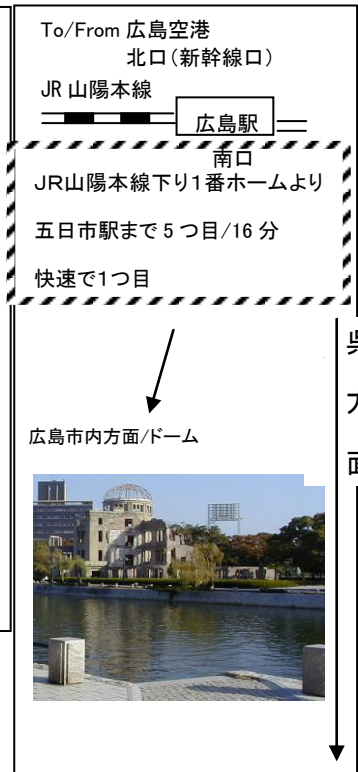 To/From 広島空港
北口(新幹線口)
JR 山陽本線
広島駅
南口
JR山陽本線下り1番ホームより
五日市駅まで 5 つ目/16 分
快速で1つ目
呉
方
面
広島市内方面/ドーム